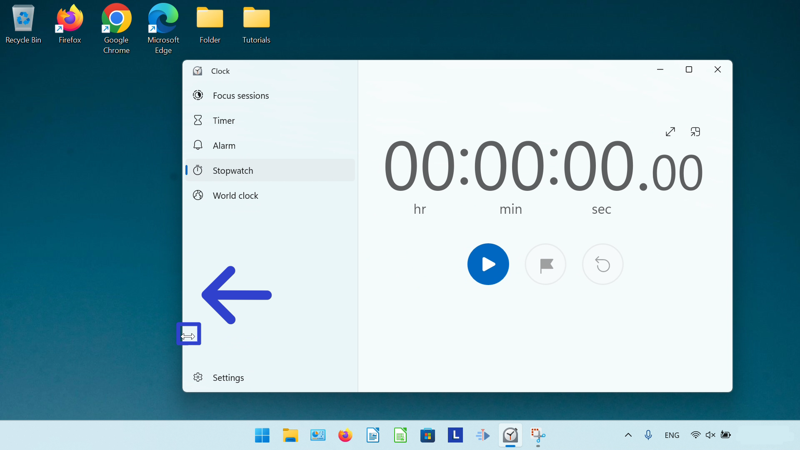 Recycle Bin
Firefox
Google
Chrome
Microsoft
Edge
Folder
Tutorials
Clock
Focus sessions
Timer
Alarm
Stopwatch
World clock
Settings
00:00:00.00
hr min sec
L
ENG